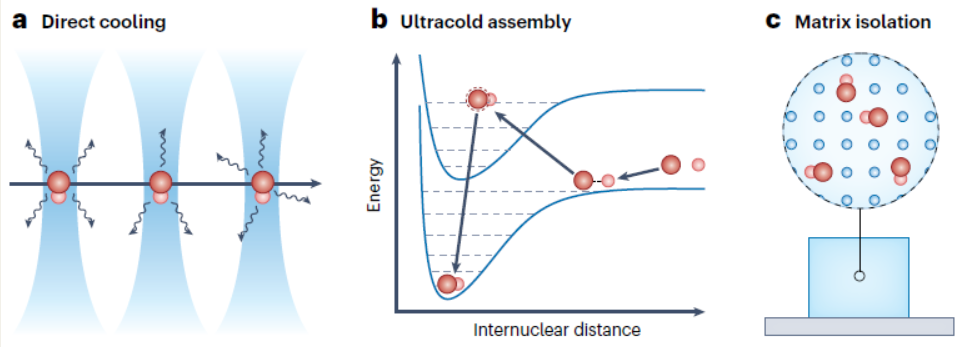 a Direct cooling
b Ultracold assembly
c Matrix isolation
Energy
Internuclear distance